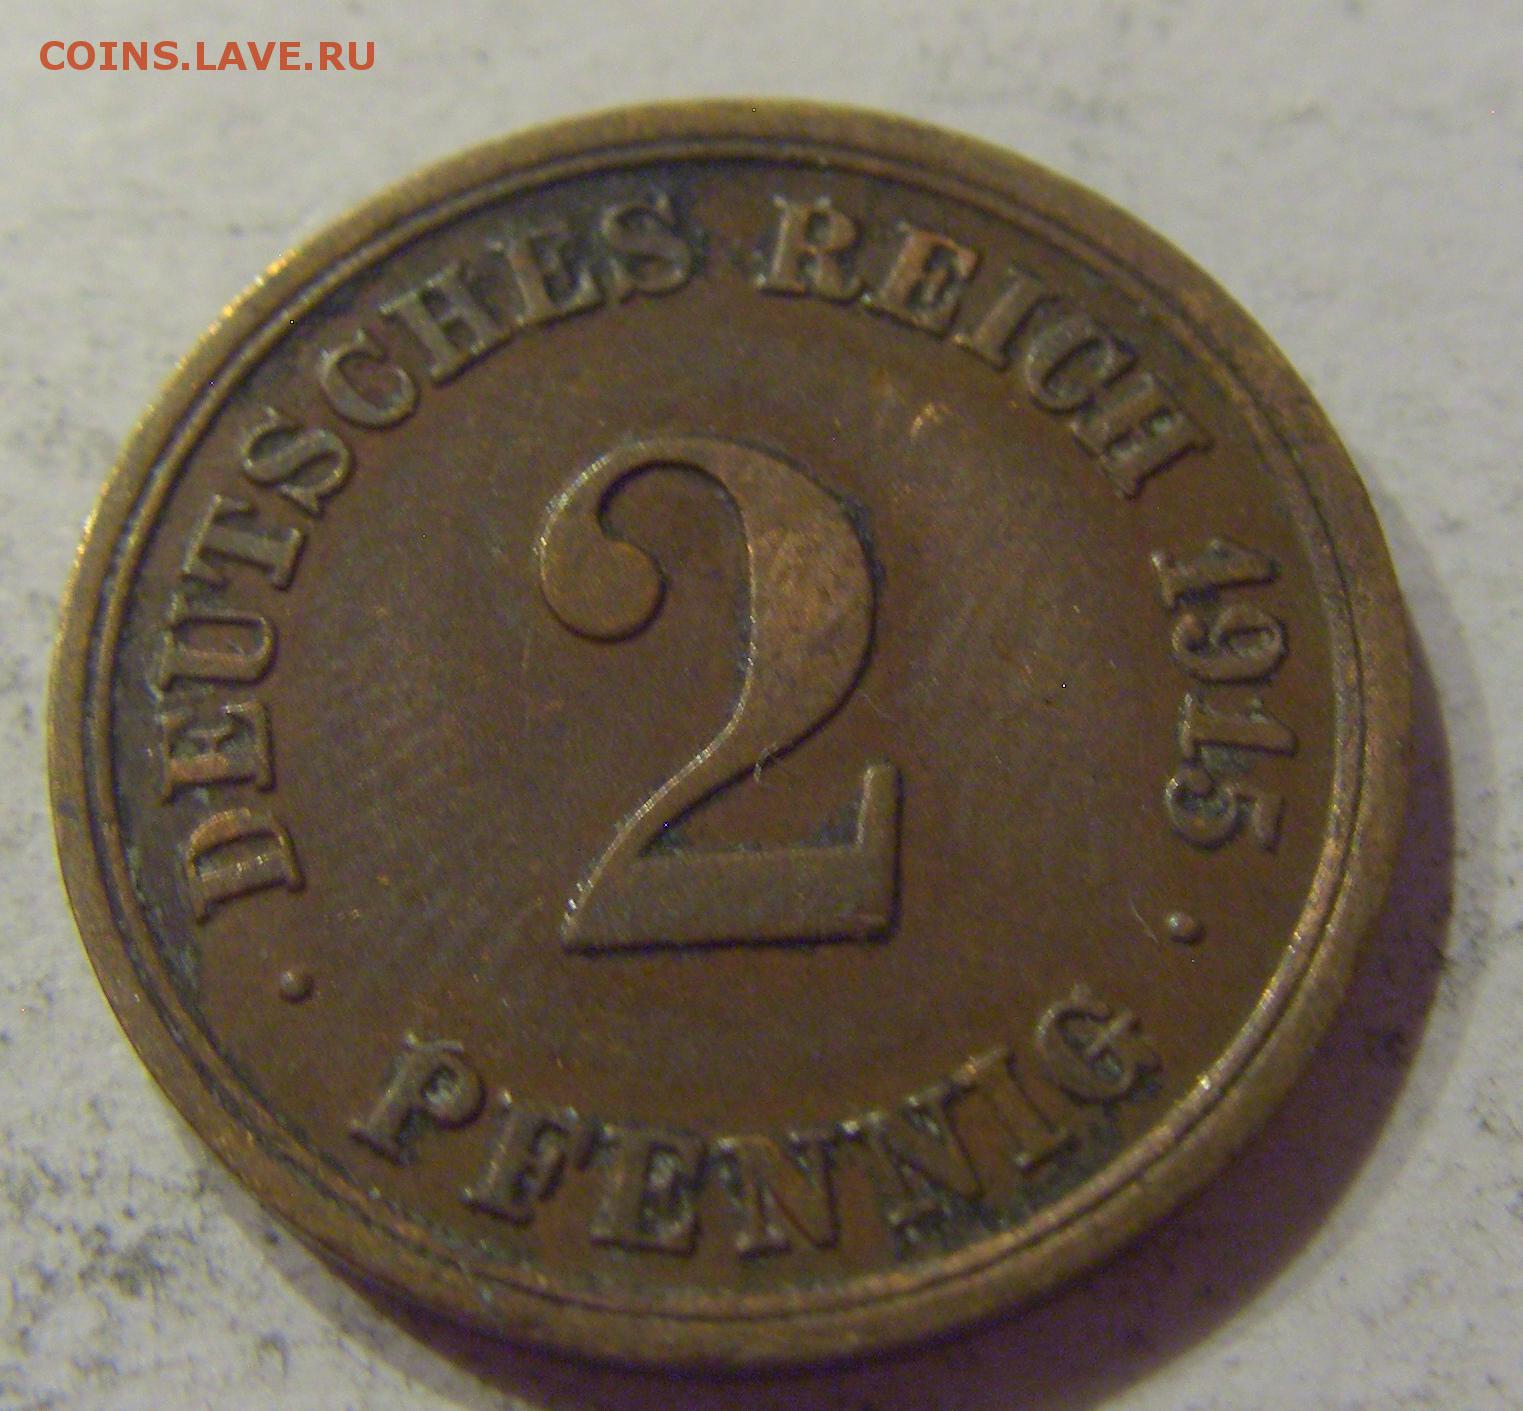 COINS.LAVE.RU
DEUTSCHES REICH 1915
2
· PFENNIG ·